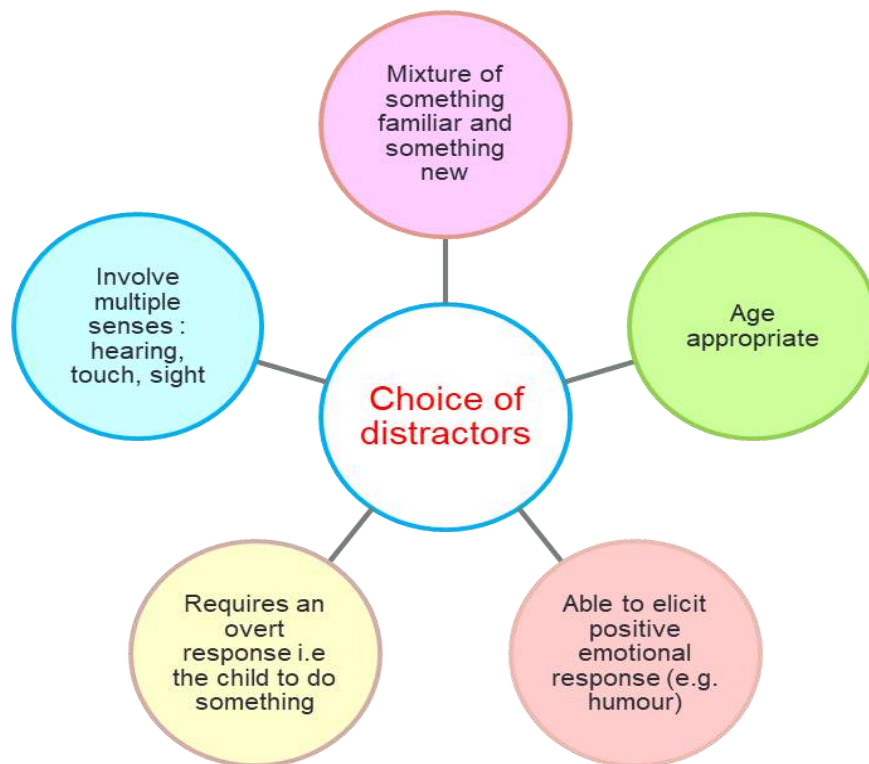 Mixture of
something
familiar and
something
new
Involve
multiple
senses :
hearing,
touch, sight
Age
appropriate
Choice of
distractors
Requires an
overt
response i.e
the child to do
something
Able to elicit
positive
emotional
response (e.g.
humour)